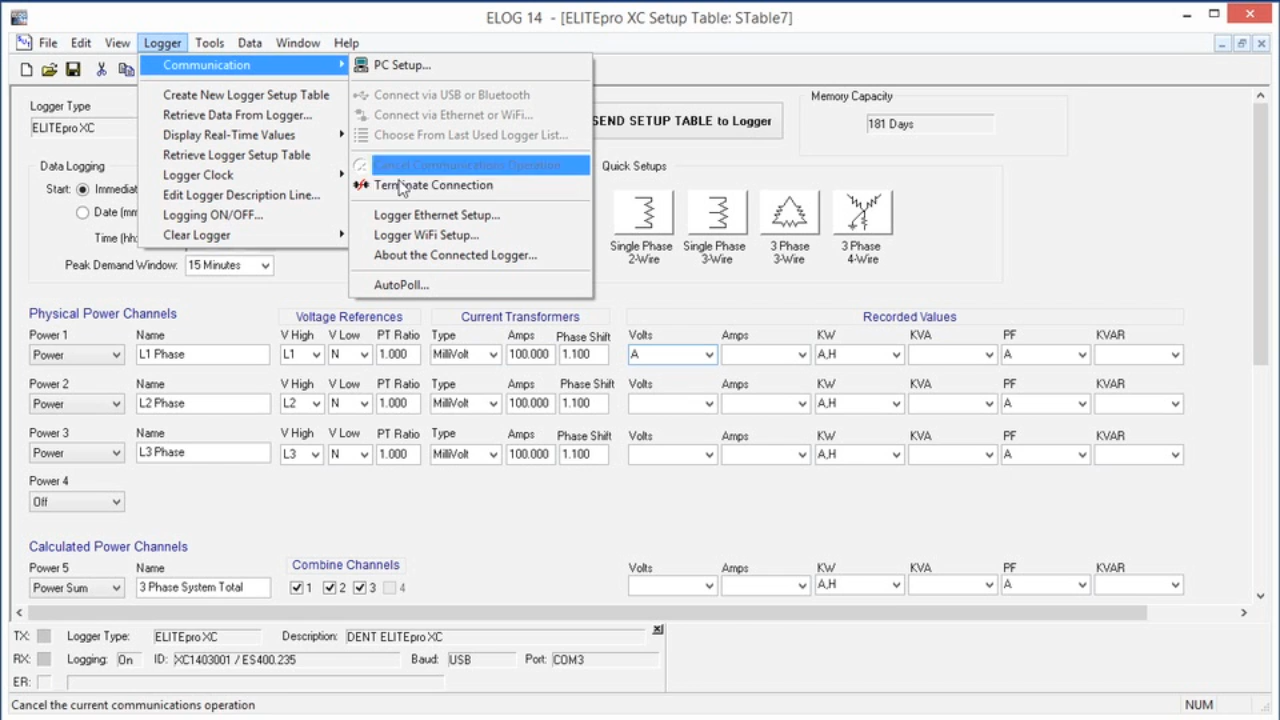 ELOG 14 - [ELITEpro XC Setup Table: STable7]
File Edit View Logger Tools Data Window Help
Communication
Create New Logger Setup Table
Retrieve Data From Logger...
Display Real-Time Values
Retrieve Logger Setup Table
Logger Clock
Edit Logger Description Line...
Logging ON/OFF...
Clear Logger
PC Setup...
Connect via USB or Bluetooth
Connect via Ethernet or WiFi...
Choose From Last Used Logger List...
Cancel Communications Operation
Terminate Connection
Logger Ethernet Setup...
Logger WiFi Setup...
About the Connected Logger...
AutoPoll...
Logger Type
ELITEpro XC
SEND SETUP TABLE to Logger
Memory Capacity
181 Days
Data Logging
Start: Immediat
Date (mm
Time (hh:
Peak Demand Window: 15 Minutes
Quick Setups
Single Phase 2-Wire
Single Phase 3-Wire
3 Phase 3-Wire
3 Phase 4-Wire
Physical Power Channels Voltage References Current Transformers Recorded Values
Power 1 Name V High V Low PT Ratio Type Amps Phase Shift Volts Amps KW KVA PF KVAR
Power L1 Phase L1 N 1.000 MilliVolt 100.000 1.100 A A,H A
Power 2 Name V High V Low PT Ratio Type Amps Phase Shift Volts Amps KW KVA PF KVAR
Power L2 Phase L2 N 1.000 MilliVolt 100.000 1.100 A,H A
Power 3 Name V High V Low PT Ratio Type Amps Phase Shift Volts Amps KW KVA PF KVAR
Power L3 Phase L3 N 1.000 MilliVolt 100.000 1.100 A,H A
Power 4
Off
Calculated Power Channels
Combine Channels
Power 5 Name Volts Amps KW KVA PF KVAR
Power Sum 3 Phase System Total 1 2 3 4 A,H A
TX: Logger Type: ELITEpro XC Description: DENT ELITEpro XC
RX: Logging: On ID: XC1403001 / ES400.235 Baud: USB Port: COM3
ER:
Cancel the current communications operation NUM